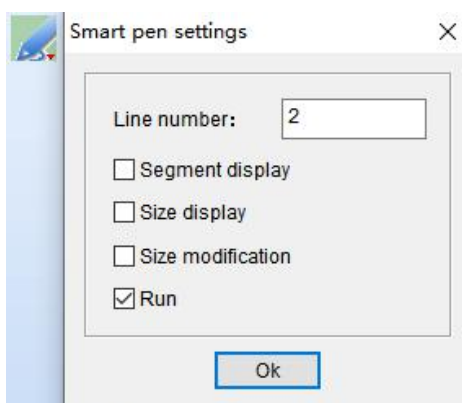 Smart pen settings
Line number: 2
Segment display
Size display
Size modification
Run
Ok